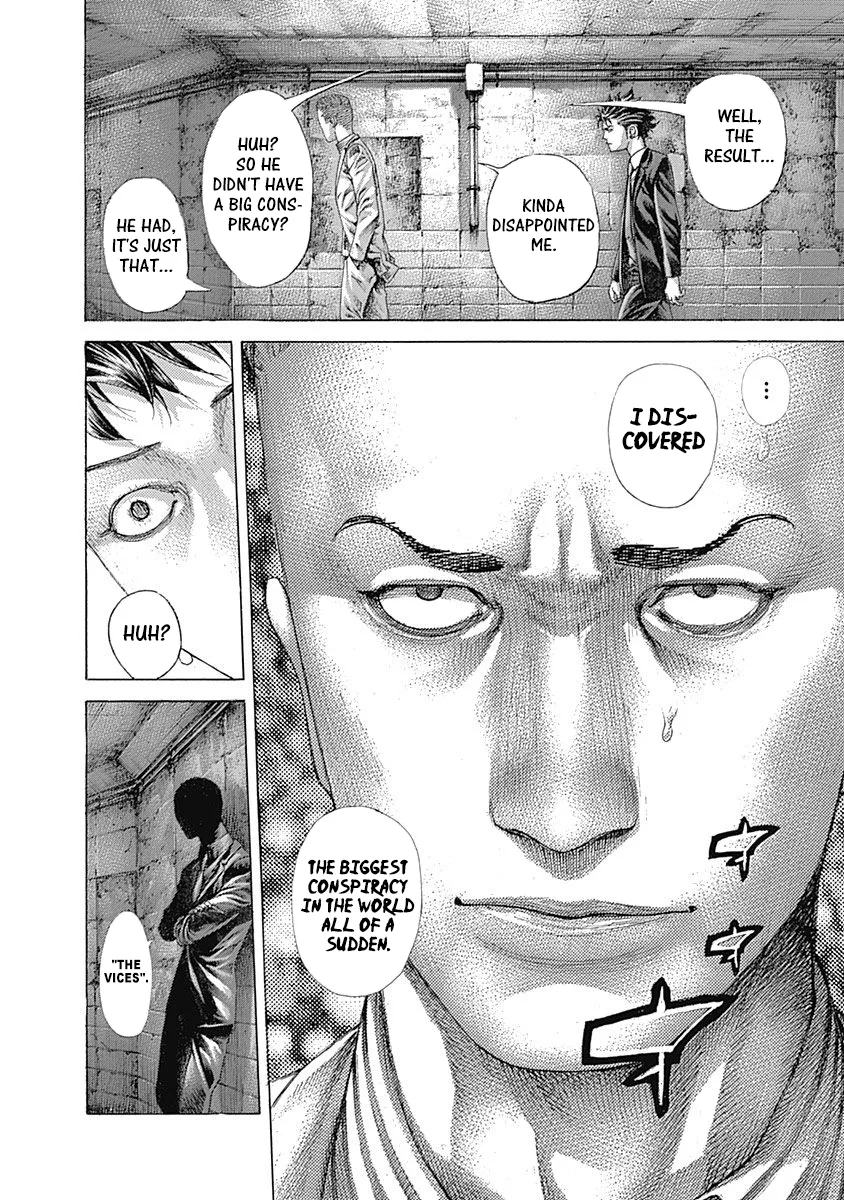 WELL,
THE
RESULT...
KINDA
DISAPPOINTED
ME.
HUH?
SO HE
DIDN'T HAVE
A BIG CONS-
PIRACY?
HE HAD,
IT'S JUST
THAT...
...
I DIS-
COVERED
THE BIGGEST
CONSPIRACY
IN THE WORLD
ALL OF A
SUDDEN.
HUH?
"THE
VICES".